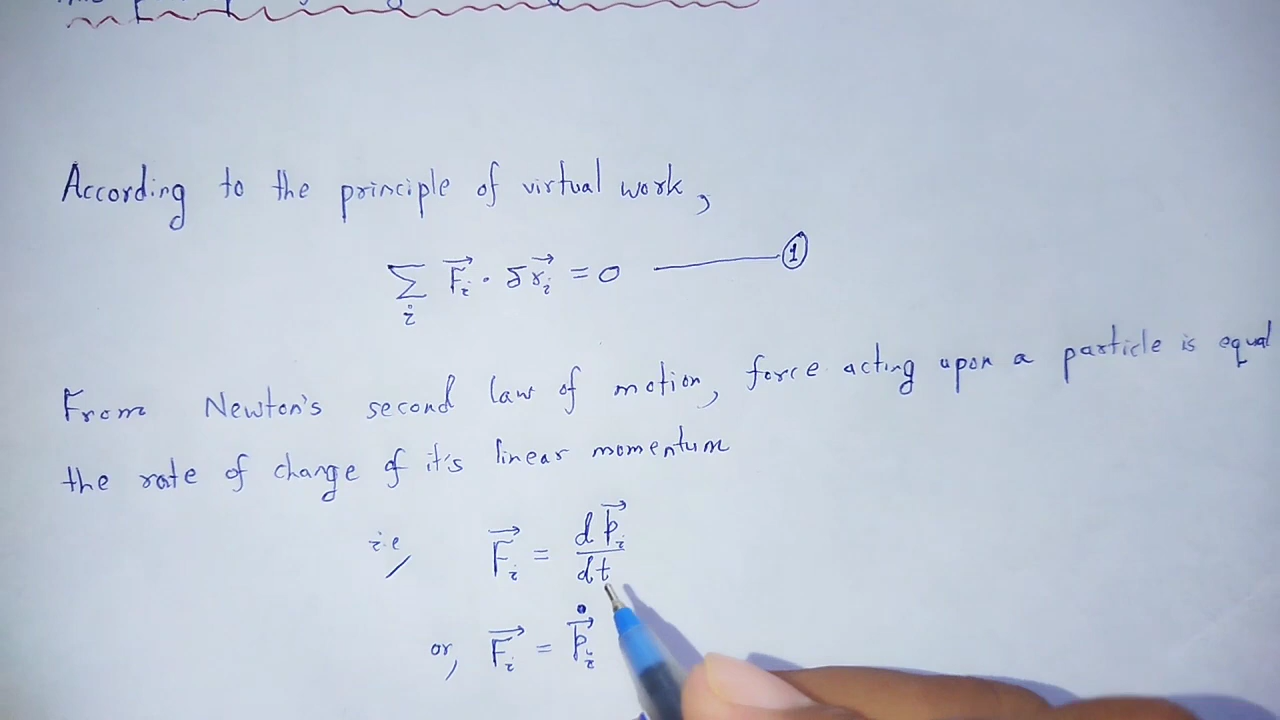 According to the principle of virtual work,
∑ᵢ F⃗ᵢ · δr⃗ᵢ = 0 ——— ①
From Newton's second law of motion, force acting upon a particle is equal
the rate of change of it's linear momentum
i.e, F⃗ᵢ = dp⃗ᵢ/dt
or, F⃗ᵢ = ṗ⃗ᵢ